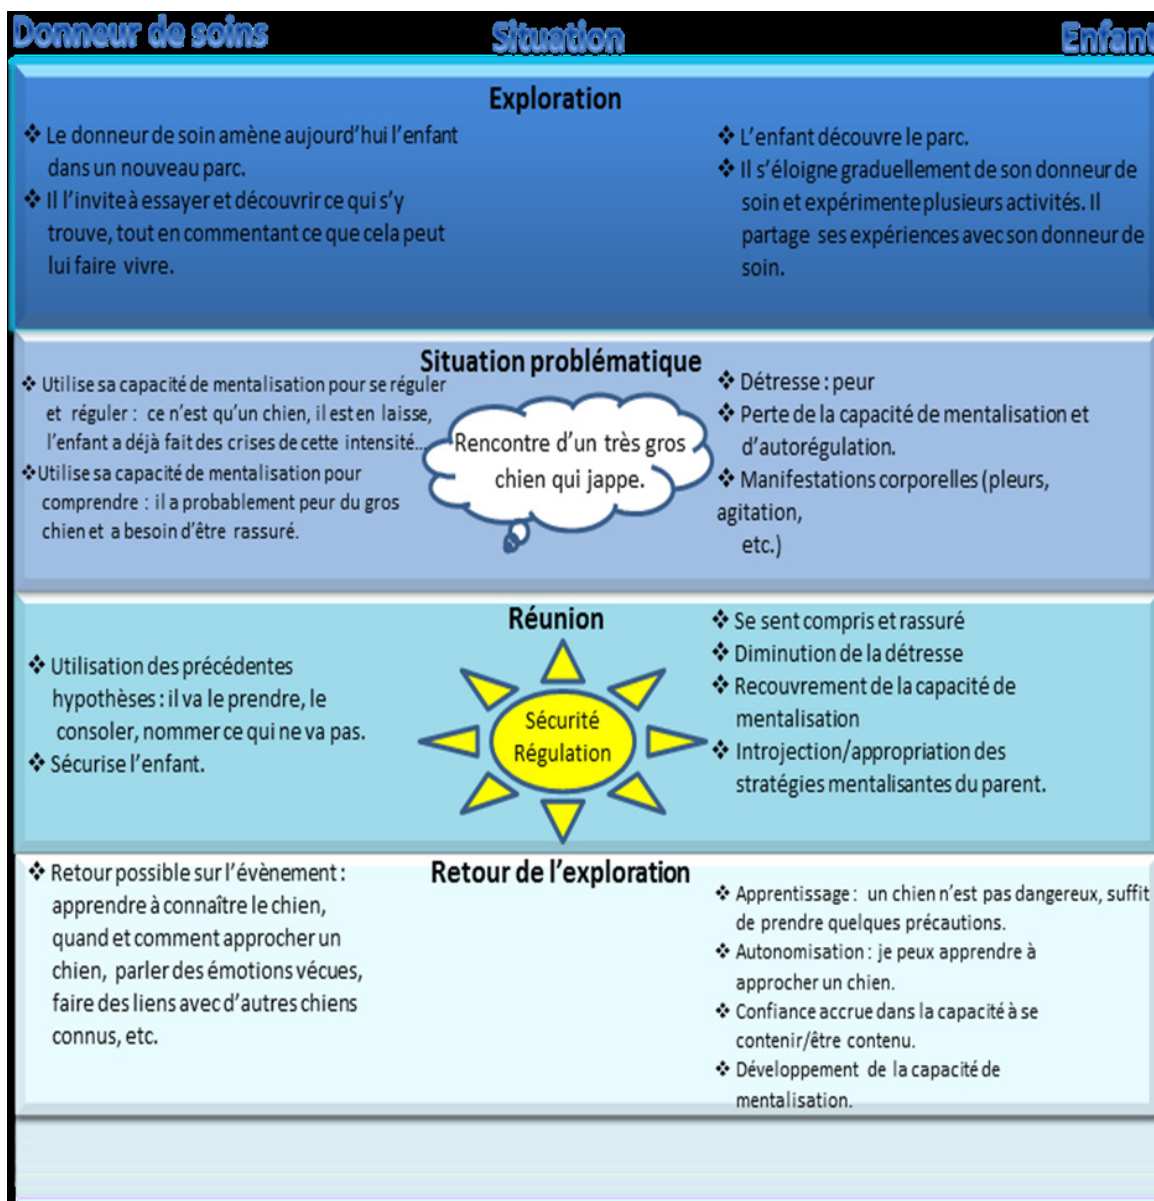 Donneur de soins
Situation
Enfant
Exploration
❖ Le donneur de soin amène aujourd'hui l'enfant
dans un nouveau parc.
❖ Il l'invite à essayer et découvrir ce qui s'y
trouve, tout en commentant ce que cela peut
lui faire vivre.
❖ L'enfant découvre le parc.
❖ Il s'éloigne graduellement de son donneur de
soin et expérimente plusieurs activités. Il
partage ses expériences avec son donneur de
soin.
Situation problématique
❖ Utilise sa capacité de mentalisation pour se réguler
et réguler : ce n'est qu'un chien, il est en laisse,
l'enfant a déjà fait des crises de cette intensité...
❖ Utilise sa capacité de mentalisation pour
comprendre : il a probablement peur du gros
chien et a besoin d'être rassuré.
Rencontre d'un très gros
chien qui jappe.
❖ Détresse : peur
❖ Perte de la capacité de mentalisation et
d'autorégulation.
❖ Manifestations corporelles (pleurs,
agitation,
etc.)
Réunion
❖ Utilisation des précédentes
hypothèses : il va le prendre, le
consoler, nommer ce qui ne va pas.
❖ Sécurise l'enfant.
Sécurité
Régulation
❖ Se sent compris et rassuré
❖ Diminution de la détresse
❖ Recouvrement de la capacité de
mentalisation
❖ Introjection/appropriation des
stratégies mentalisantes du parent.
Retour de l'exploration
❖ Retour possible sur l'évènement :
apprendre à connaître le chien,
quand et comment approcher un
chien, parler des émotions vécues,
faire des liens avec d'autres chiens
connus, etc.
❖ Apprentissage : un chien n'est pas dangereux, suffit
de prendre quelques précautions.
❖ Autonomisation : je peux apprendre à
approcher un chien.
❖ Confiance accrue dans la capacité à se
contenir/être contenu.
❖ Développement de la capacité de
mentalisation.